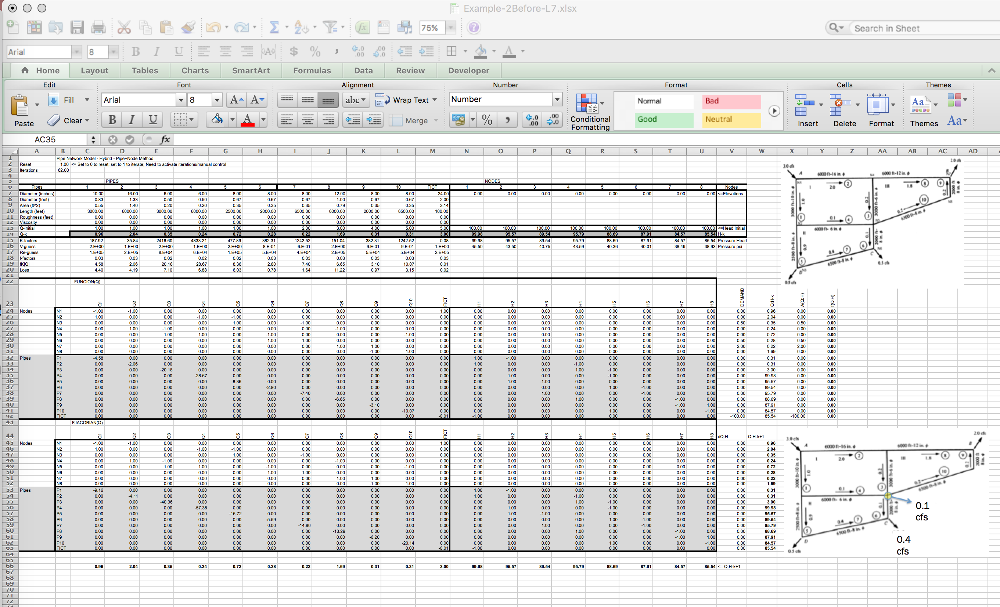 Example-2Before-L7.xlsx
75%
Search in Sheet
Arial 8
Home Layout Tables Charts SmartArt Formulas Data Review Developer
Edit Font Alignment Number Format Cells Themes
Fill Arial 8 abc Wrap Text Number Normal Bad
Paste Clear Merge Conditional Formatting Good Neutral Insert Delete Format Themes
AC35 fx
A B C D E F G H I J K L M N O P Q R S T U V W X Y Z AA AB AC AD
1 Pipe Network Model - Hybrid - Pipe+Node Method
2 Reset 1.00 <= Set to 0 to reset; set to 1 to iterate; Need to activate iterations/manual control
3 Iterations 62.00
4
5 PIPES NODES
6 Pipes 1 2 3 4 5 6 7 8 9 10 FICT 1 2 3 4 5 6 7 8 Nodes
7 Diameter (inches) 10.00 16.00 6.00 6.00 8.00 8.00 8.00 12.00 8.00 8.00 24.00 0.00 0.00 0.00 0.00 0.00 0.00 0.00 0.00 <=Elevations
8 Diameter (feet) 0.83 1.33 0.50 0.50 0.67 0.67 0.67 1.00 0.67 0.67 2.00
9 Area (ft^2) 0.55 1.40 0.20 0.20 0.35 0.35 0.35 0.79 0.35 0.35 3.14
10 Length (feet) 3000.00 6000.00 3000.00 6000.00 2500.00 2000.00 6500.00 6000.00 2000.00 6500.00 100.00
11 Roughness (feet) 0.00 0.00 0.00 0.00 0.00 0.00 0.00 0.00 0.00 0.00 0.00
12 Viscosity 0.00 0.00 0.00 0.00 0.00 0.00 0.00 0.00 0.00 0.00 0.00
13 Q-initial 1.00 1.00 1.00 1.00 1.00 1.00 2.00 3.00 4.00 5.00 5.00 100.00 100.00 100.00 100.00 100.00 100.00 100.00 100.00 <=Head Initial
14 Q-k 0.96 2.04 0.35 0.24 0.72 0.28 0.22 1.69 0.31 0.31 3.00 99.98 95.57 89.54 95.79 88.69 87.91 84.57 85.54 H-k
15 K-factors 187.92 35.84 2416.60 4833.21 477.89 382.31 1242.52 151.04 382.31 1242.52 0.08 99.98 95.57 89.54 95.79 88.69 87.91 84.57 85.54 Pressure Head
16 V-guess 2.E+00 1.E+00 2.E+00 1.E+00 2.E+00 8.E-01 6.E-01 2.E+00 9.E-01 9.E-01 1.E+00 45.50 43.50 40.75 43.59 40.36 40.01 38.49 38.93 Pressure psi
17 Re-guess 1.E+05 2.E+05 8.E+04 6.E+04 1.E+05 5.E+04 4.E+04 2.E+05 5.E+04 5.E+04 2.E+05
18 f-factors 0.03 0.03 0.02 0.02 0.02 0.03 0.03 0.03 0.03 0.03 0.03
19 fK|Q| 4.58 2.06 20.18 28.67 8.36 2.80 7.40 6.65 3.10 10.07 0.01
20 Loss 4.40 4.19 7.10 6.88 6.03 0.78 1.64 11.22 0.97 3.15 0.02
21
22 FUNCION(Q)
23 Q1 Q2 Q3 Q4 Q5 Q6 Q7 Q8 Q9 Q10 FICT H1 H2 H3 H4 H5 H6 H7 H8 DEMAND Q:H-k A(Q:H) f(Q:H)
24 Nodes N1 -1.00 -1.00 0.00 0.00 0.00 0.00 0.00 0.00 0.00 0.00 1.00 0.00 0.00 0.00 0.00 0.00 0.00 0.00 0.00 0.00 0.96 0.00 0.00
25 N2 1.00 0.00 0.00 -1.00 -1.00 0.00 0.00 0.00 0.00 0.00 0.00 0.00 0.00 0.00 0.00 0.00 0.00 0.00 0.00 0.00 2.04 0.00 0.00
26 N3 0.00 0.00 0.00 0.00 1.00 0.00 -1.00 0.00 0.00 0.00 0.00 0.00 0.00 0.00 0.00 0.00 0.00 0.00 0.00 0.50 0.35 0.50 0.00
27 N4 0.00 1.00 -1.00 0.00 0.00 0.00 0.00 -1.00 0.00 0.00 0.00 0.00 0.00 0.00 0.00 0.00 0.00 0.00 0.00 0.00 0.24 0.00 0.00
28 N5 0.00 0.00 1.00 1.00 0.00 -1.00 0.00 0.00 0.00 -1.00 0.00 0.00 0.00 0.00 0.00 0.00 0.00 0.00 0.00 0.00 0.72 0.00 0.00
29 N6 0.00 0.00 0.00 0.00 0.00 1.00 1.00 0.00 0.00 0.00 0.00 0.00 0.00 0.00 0.00 0.00 0.00 0.00 0.00 0.50 0.28 0.50 0.00
30 N7 0.00 0.00 0.00 0.00 0.00 0.00 0.00 1.00 1.00 0.00 0.00 0.00 0.00 0.00 0.00 0.00 0.00 0.00 0.00 2.00 0.22 2.00 0.00
31 N8 0.00 0.00 0.00 0.00 0.00 0.00 0.00 0.00 -1.00 1.00 0.00 0.00 0.00 0.00 0.00 0.00 0.00 0.00 0.00 0.00 1.69 0.00 0.00
32 Pipes P1 -4.58 0.00 0.00 0.00 0.00 0.00 0.00 0.00 0.00 0.00 0.00 1.00 -1.00 0.00 0.00 0.00 0.00 0.00 0.00 0.00 0.31 0.00 0.00
33 P2 0.00 -2.06 0.00 0.00 0.00 0.00 0.00 0.00 0.00 0.00 0.00 1.00 0.00 0.00 -1.00 0.00 0.00 0.00 0.00 0.00 0.31 0.00 0.00
34 P3 0.00 0.00 -20.18 0.00 0.00 0.00 0.00 0.00 0.00 0.00 0.00 0.00 0.00 0.00 1.00 -1.00 0.00 0.00 0.00 0.00 3.00 0.00 0.00
35 P4 0.00 0.00 0.00 -28.67 0.00 0.00 0.00 0.00 0.00 0.00 0.00 0.00 1.00 0.00 0.00 -1.00 0.00 0.00 0.00 0.00 99.98 0.00 0.00
36 P5 0.00 0.00 0.00 0.00 -8.36 0.00 0.00 0.00 0.00 0.00 0.00 0.00 1.00 -1.00 0.00 0.00 0.00 0.00 0.00 0.00 95.57 0.00 0.00
37 P6 0.00 0.00 0.00 0.00 0.00 -2.80 0.00 0.00 0.00 0.00 0.00 0.00 0.00 0.00 0.00 1.00 -1.00 0.00 0.00 0.00 89.54 0.00 0.00
38 P7 0.00 0.00 0.00 0.00 0.00 0.00 -7.40 0.00 0.00 0.00 0.00 0.00 0.00 1.00 0.00 0.00 -1.00 0.00 0.00 0.00 95.79 0.00 0.00
39 P8 0.00 0.00 0.00 0.00 0.00 0.00 0.00 -6.65 0.00 0.00 0.00 0.00 0.00 0.00 1.00 0.00 0.00 -1.00 0.00 0.00 88.69 0.00 0.00
40 P9 0.00 0.00 0.00 0.00 0.00 0.00 0.00 0.00 -3.10 0.00 0.00 0.00 0.00 0.00 0.00 0.00 0.00 -1.00 1.00 0.00 87.91 0.00 0.00
41 P10 0.00 0.00 0.00 0.00 0.00 0.00 0.00 0.00 0.00 -10.07 0.00 0.00 0.00 0.00 0.00 1.00 0.00 0.00 -1.00 0.00 84.57 0.00 0.00
42 FICT 0.00 0.00 0.00 0.00 0.00 0.00 0.00 0.00 0.00 0.00 -0.01 -1.00 0.00 0.00 0.00 0.00 0.00 0.00 0.00 -100.00 85.54 -100.00 0.00
43 FJACOBIAN(Q)
44 Q1 Q2 Q3 Q4 Q5 Q6 Q7 Q8 Q9 Q10 FICT H1 H2 H3 H4 H5 H6 H7 H8 dQ:H Q:H-k+1
45 Nodes N1 -1.00 -1.00 0.00 0.00 0.00 0.00 0.00 0.00 0.00 0.00 1.00 0.00 0.00 0.00 0.00 0.00 0.00 0.00 0.00 0.00 0.96
46 N2 1.00 0.00 0.00 -1.00 -1.00 0.00 0.00 0.00 0.00 0.00 0.00 0.00 0.00 0.00 0.00 0.00 0.00 0.00 0.00 0.00 2.04
47 N3 0.00 0.00 0.00 0.00 1.00 0.00 -1.00 0.00 0.00 0.00 0.00 0.00 0.00 0.00 0.00 0.00 0.00 0.00 0.00 0.00 0.35
48 N4 0.00 1.00 -1.00 0.00 0.00 0.00 0.00 -1.00 0.00 0.00 0.00 0.00 0.00 0.00 0.00 0.00 0.00 0.00 0.00 0.00 0.24
49 N5 0.00 0.00 1.00 1.00 0.00 -1.00 0.00 0.00 0.00 -1.00 0.00 0.00 0.00 0.00 0.00 0.00 0.00 0.00 0.00 0.00 0.72
50 N6 0.00 0.00 0.00 0.00 0.00 1.00 1.00 0.00 0.00 0.00 0.00 0.00 0.00 0.00 0.00 0.00 0.00 0.00 0.00 0.00 0.28
51 N7 0.00 0.00 0.00 0.00 0.00 0.00 0.00 1.00 1.00 0.00 0.00 0.00 0.00 0.00 0.00 0.00 0.00 0.00 0.00 0.00 0.22
52 N8 0.00 0.00 0.00 0.00 0.00 0.00 0.00 0.00 -1.00 1.00 0.00 0.00 0.00 0.00 0.00 0.00 0.00 0.00 0.00 0.00 1.69
53 Pipes P1 -9.16 0.00 0.00 0.00 0.00 0.00 0.00 0.00 0.00 0.00 0.00 1.00 -1.00 0.00 0.00 0.00 0.00 0.00 0.00 0.00 0.31
54 P2 0.00 -4.11 0.00 0.00 0.00 0.00 0.00 0.00 0.00 0.00 0.00 1.00 0.00 0.00 -1.00 0.00 0.00 0.00 0.00 0.00 0.31
55 P3 0.00 0.00 -40.36 0.00 0.00 0.00 0.00 0.00 0.00 0.00 0.00 0.00 0.00 0.00 1.00 -1.00 0.00 0.00 0.00 0.00 3.00
56 P4 0.00 0.00 0.00 -57.35 0.00 0.00 0.00 0.00 0.00 0.00 0.00 0.00 1.00 0.00 0.00 -1.00 0.00 0.00 0.00 0.00 99.98
57 P5 0.00 0.00 0.00 0.00 -16.72 0.00 0.00 0.00 0.00 0.00 0.00 0.00 1.00 -1.00 0.00 0.00 0.00 0.00 0.00 0.00 95.57
58 P6 0.00 0.00 0.00 0.00 0.00 -5.59 0.00 0.00 0.00 0.00 0.00 0.00 0.00 0.00 0.00 1.00 -1.00 0.00 0.00 0.00 89.54
59 P7 0.00 0.00 0.00 0.00 0.00 0.00 -14.80 0.00 0.00 0.00 0.00 0.00 0.00 1.00 0.00 0.00 -1.00 0.00 0.00 0.00 95.79
60 P8 0.00 0.00 0.00 0.00 0.00 0.00 0.00 -13.29 0.00 0.00 0.00 0.00 0.00 0.00 1.00 0.00 0.00 -1.00 0.00 0.00 88.69
61 P9 0.00 0.00 0.00 0.00 0.00 0.00 0.00 0.00 -6.20 0.00 0.00 0.00 0.00 0.00 0.00 0.00 0.00 -1.00 1.00 0.00 87.91
62 P10 0.00 0.00 0.00 0.00 0.00 0.00 0.00 0.00 0.00 -20.14 0.00 0.00 0.00 0.00 0.00 1.00 0.00 0.00 -1.00 0.00 84.57
63 FICT 0.00 0.00 0.00 0.00 0.00 0.00 0.00 0.00 0.00 0.00 -0.01 -1.00 0.00 0.00 0.00 0.00 0.00 0.00 0.00 0.00 85.54
64
65
66 0.96 2.04 0.35 0.24 0.72 0.28 0.22 1.69 0.31 0.31 3.00 99.98 95.57 89.54 95.79 88.69 87.91 84.57 85.54 <= Q:H-k+1
67
68
69
70
71
72
2.0 cfs
3.0 cfs
A 6000 ft-16 in. ϕ N4 6000 ft-12 in. ϕ B N7
N1 I 2.0 2 III 1.8 8 9
3000 ft-10 in. ϕ 1.0 0.2 3000 ft-6 in. ϕ 0.2 2000 ft 8 in. ϕ
10 N8
1 0.1 4 3 0.2 6500 ft-8 in. ϕ
N2 6000 ft- 6 in. ϕ N5
II 0.1 2000 ft- 8 in. ϕ
2500 ft-8 in. ϕ 0.9 0.4 7 6 N6
5 6500 ft-8 in. ϕ C
D N3 0.5 cfs
0.5 cfs
2.0 cfs
3.0 cfs
A 6000 ft-16 in. ϕ 6000 ft-12 in. ϕ B
I 2.0 2 III 1.8 8 9
3000 ft-10 in. ϕ 1.0 0.2 3000 ft-6 in. ϕ 0.2 2000 ft 8 in. ϕ
10
1 0.1 4 3 0.2 6500 ft-8 in. ϕ
6000 ft- 6 in. ϕ
II 0.1 2000 ft- 8 in. ϕ
0.1
cfs
2500 ft-8 in. ϕ 0.9 0.4 7 6
5 6500 ft-8 in. ϕ C
D
0.4
cfs
0.5 cfs